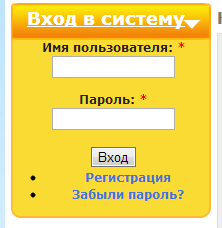 Вход в систему
Имя пользователя: *
Пароль: *
Вход
Регистрация
Забыли пароль?